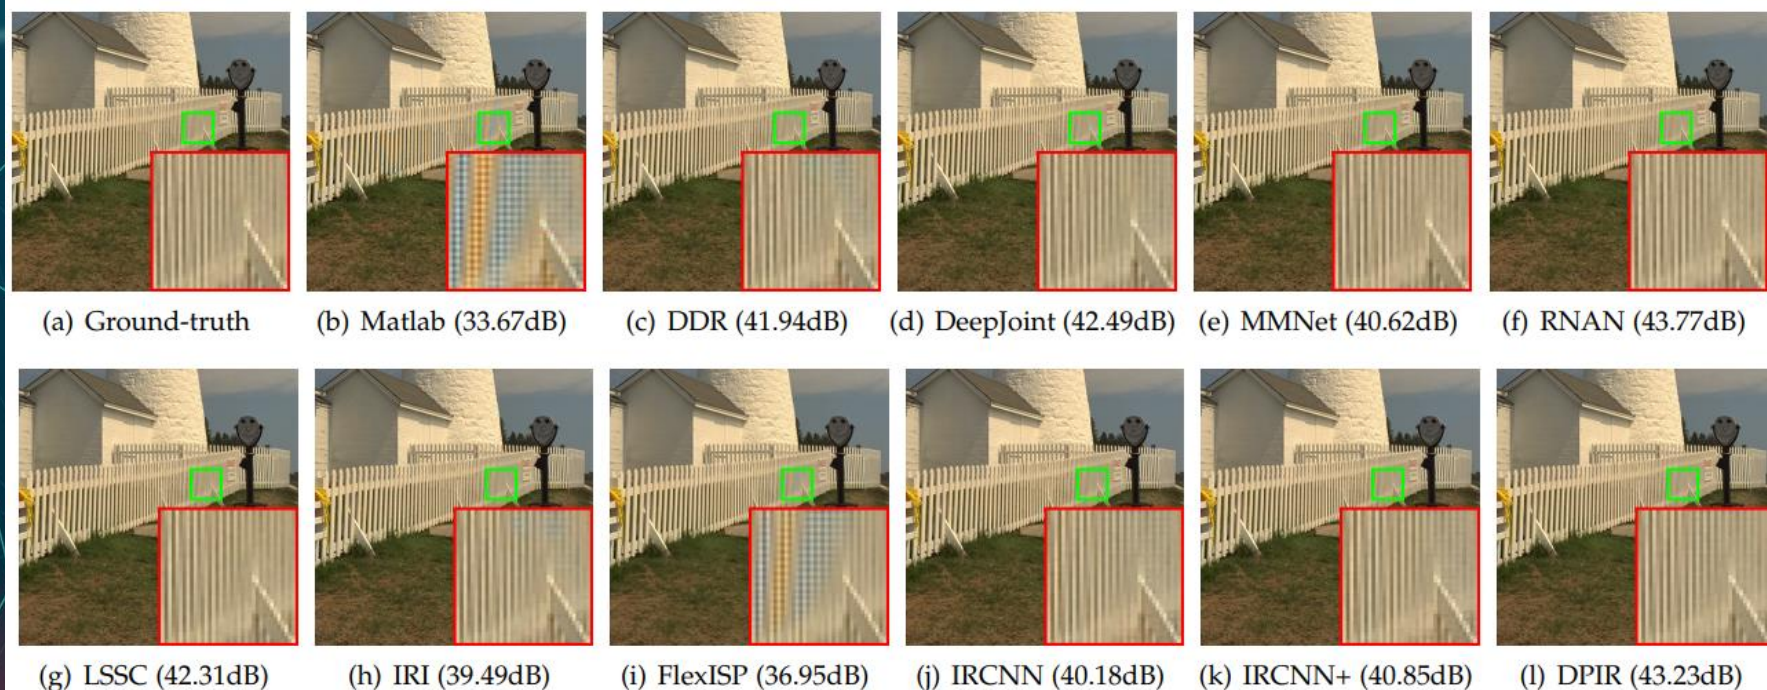 (a) Ground-truth (b) Matlab (33.67dB) (c) DDR (41.94dB) (d) DeepJoint (42.49dB) (e) MMNet (40.62dB) (f) RNAN (43.77dB)
(g) LSSC (42.31dB) (h) IRI (39.49dB) (i) FlexISP (36.95dB) (j) IRCNN (40.18dB) (k) IRCNN+ (40.85dB) (l) DPIR (43.23dB)